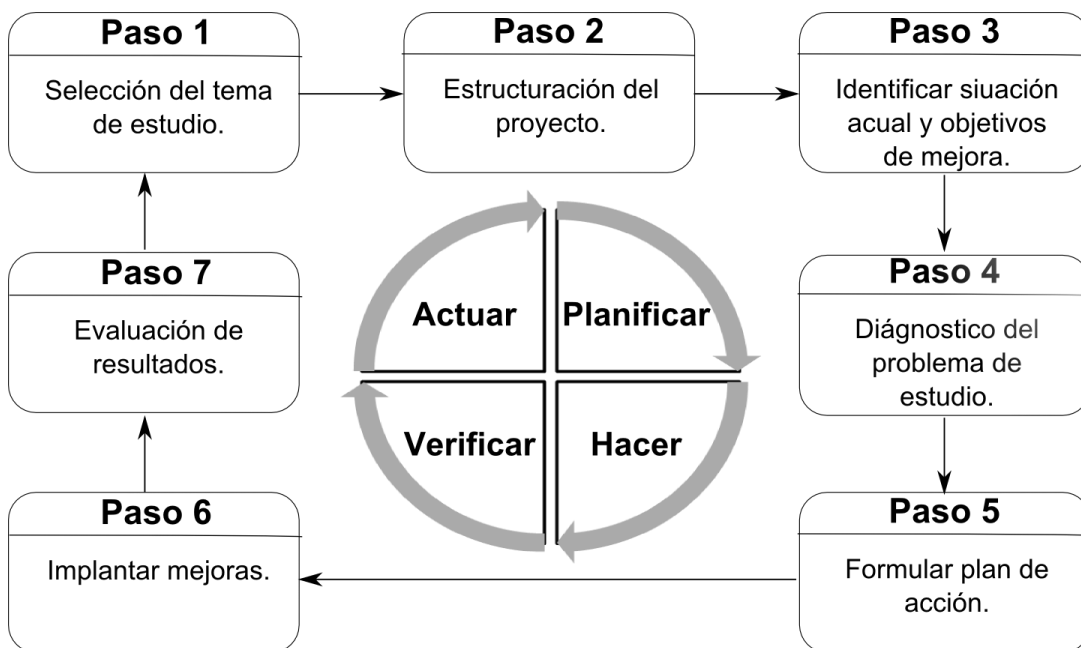 Paso 1
Selección del tema
de estudio.
Paso 2
Estructuración del
proyecto.
Paso 3
Identificar siuación
acual y objetivos
de mejora.
Paso 4
Diágnostico del
problema de
estudio.
Paso 5
Formular plan de
acción.
Paso 6
Implantar mejoras.
Paso 7
Evaluación de
resultados.
Actuar
Planificar
Verificar
Hacer